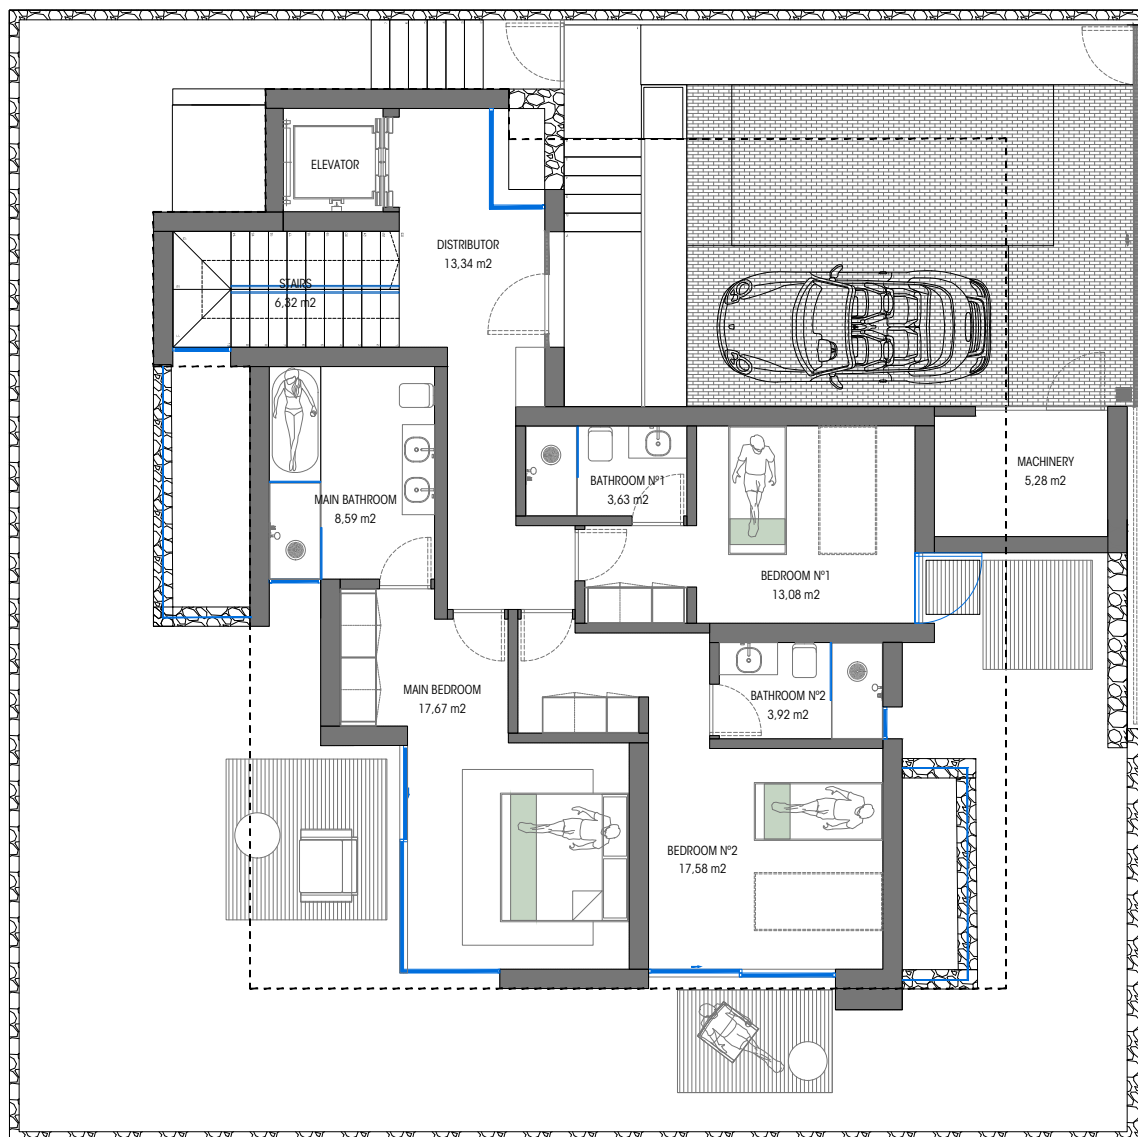 ELEVATOR
DISTRIBUTOR
13,34 m2
STAIRS
6,32 m2
MACHINERY
5,28 m2
BATHROOM Nº1
3,63 m2
MAIN BATHROOM
8,59 m2
BEDROOM Nº1
13,08 m2
MAIN BEDROOM
17,67 m2
BATHROOM Nº2
3,92 m2
BEDROOM Nº2
17,58 m2